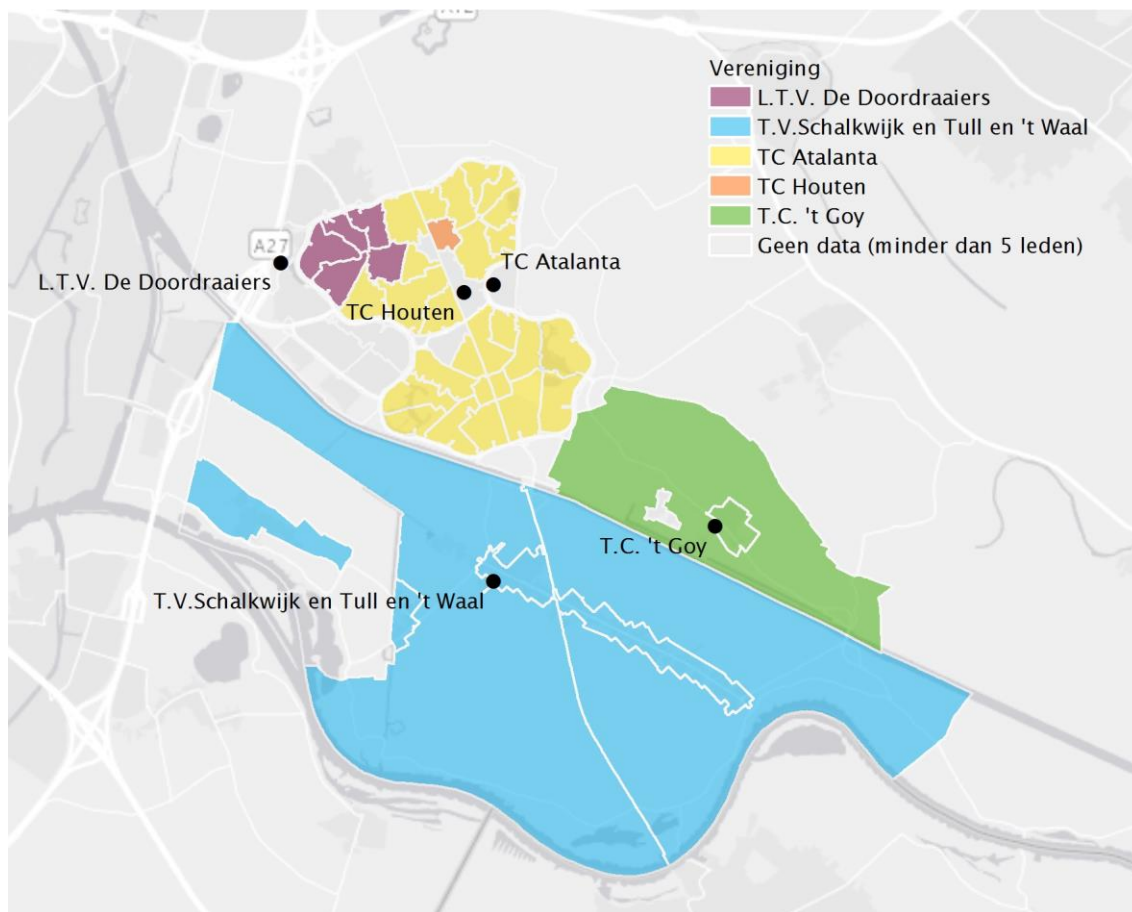 A12
Vereniging
L.T.V. De Doordraaiers
T.V.Schalkwijk en Tull en 't Waal
TC Atalanta
TC Houten
T.C. 't Goy
Geen data (minder dan 5 leden)
A27
TC Atalanta
L.T.V. De Doordraaiers
TC Houten
T.C. 't Goy
T.V.Schalkwijk en Tull en 't Waal